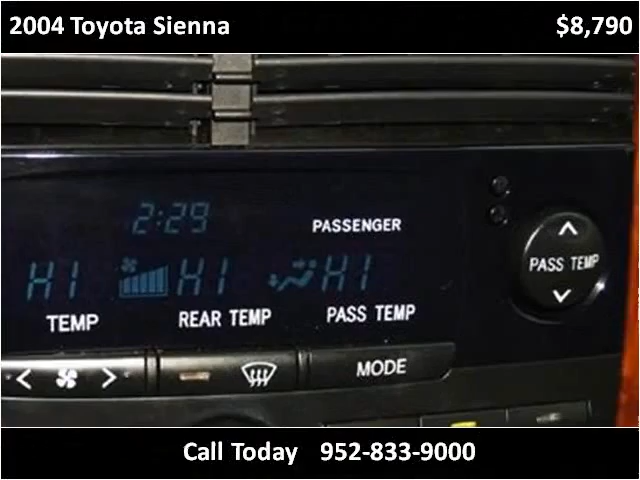 2004 Toyota Sienna $8,790
2:29
PASSENGER
HI HI HI
TEMP REAR TEMP PASS TEMP
PASS TEMP
MODE
Call Today 952-833-9000